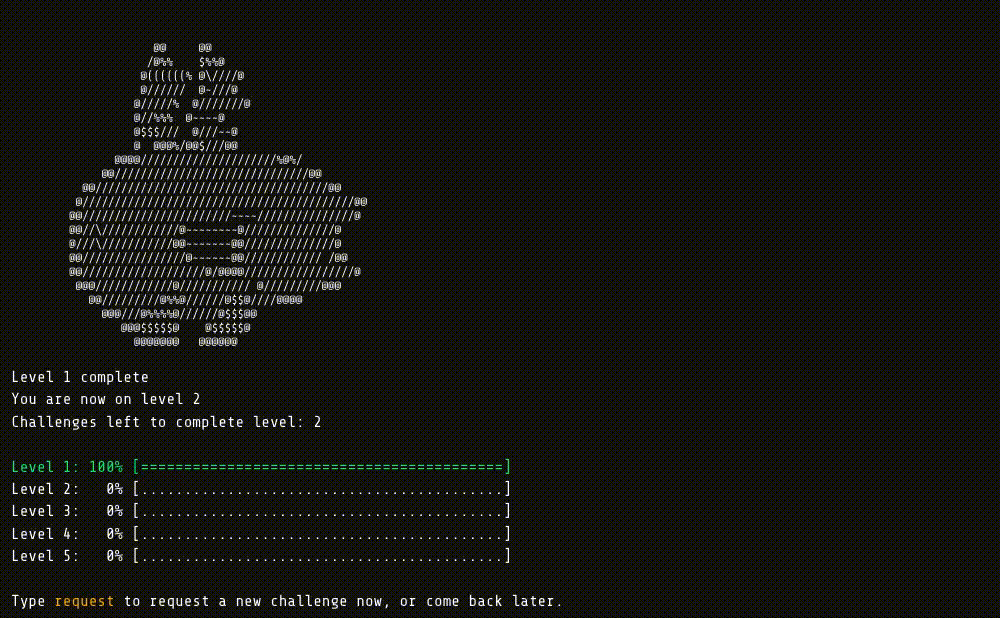 Level 1 complete
You are now on level 2
Challenges left to complete level: 2
Level 1: 100% [==========================================]
Level 2:   0% [..........................................]
Level 3:   0% [..........................................]
Level 4:   0% [..........................................]
Level 5:   0% [..........................................]
Type request to request a new challenge now, or come back later.